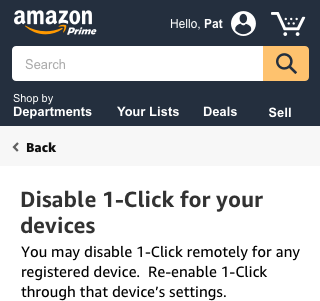 amazon
Prime
Hello, Pat
Search
Shop by
Departments Your Lists Deals Sell
Back
Disable 1-Click for your
devices
You may disable 1-Click remotely for any
registered device. Re-enable 1-Click
through that device's settings.